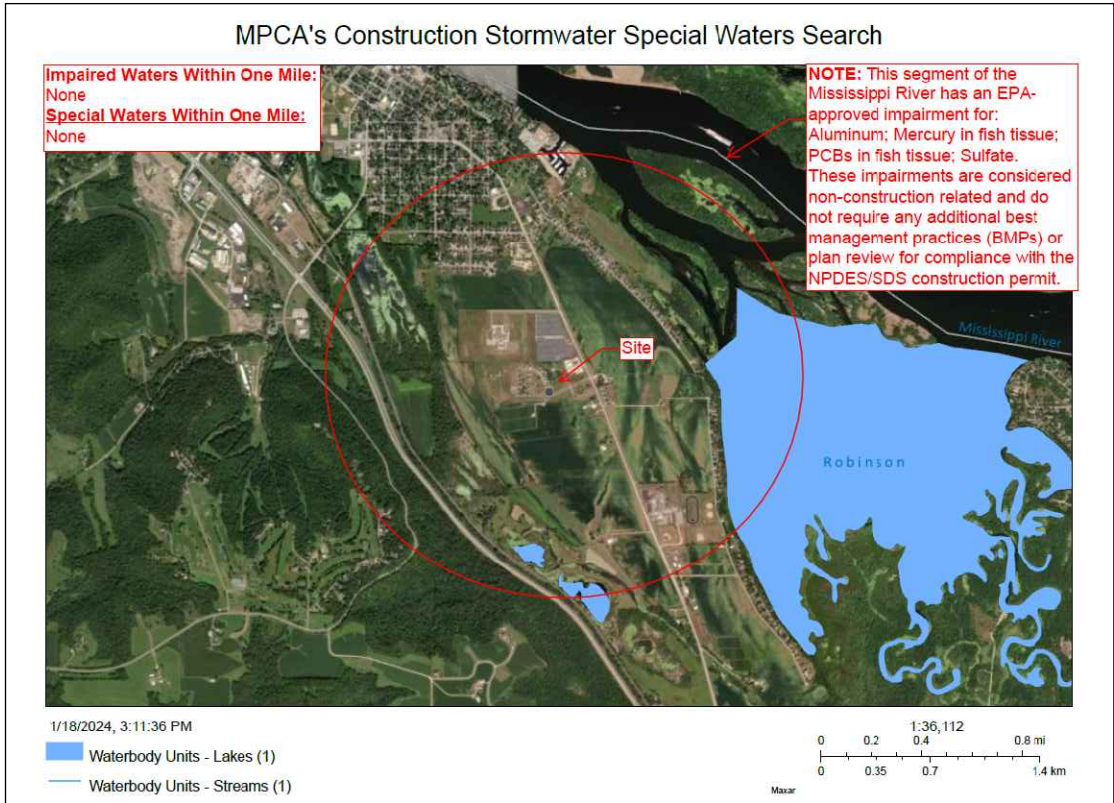 MPCA's Construction Stormwater Special Waters Search
Impaired Waters Within One Mile:
None
Special Waters Within One Mile:
None
NOTE: This segment of the
Mississippi River has an EPA-
approved impairment for:
Aluminum; Mercury in fish tissue;
PCBs in fish tissue; Sulfate.
These impairments are considered
non-construction related and do
not require any additional best
management practices (BMPs) or
plan review for compliance with the
NPDES/SDS construction permit.
Site
Mississippi River
Robinson
1/18/2024, 3:11:36 PM
Waterbody Units - Lakes (1)
Waterbody Units - Streams (1)
1:36,112
0 0.2 0.4 0.8 mi
0 0.35 0.7 1.4 km
Maxar